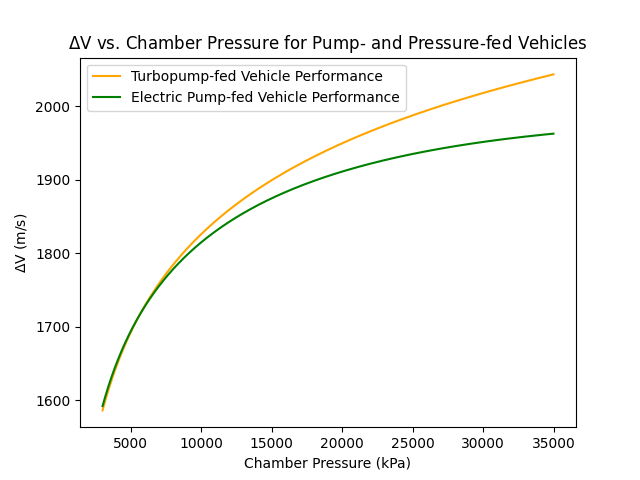 ΔV vs. Chamber Pressure for Pump- and Pressure-fed Vehicles
Turbopump-fed Vehicle Performance
Electric Pump-fed Vehicle Performance
ΔV (m/s)
2000
1900
1800
1700
1600
5000 10000 15000 20000 25000 30000 35000
Chamber Pressure (kPa)